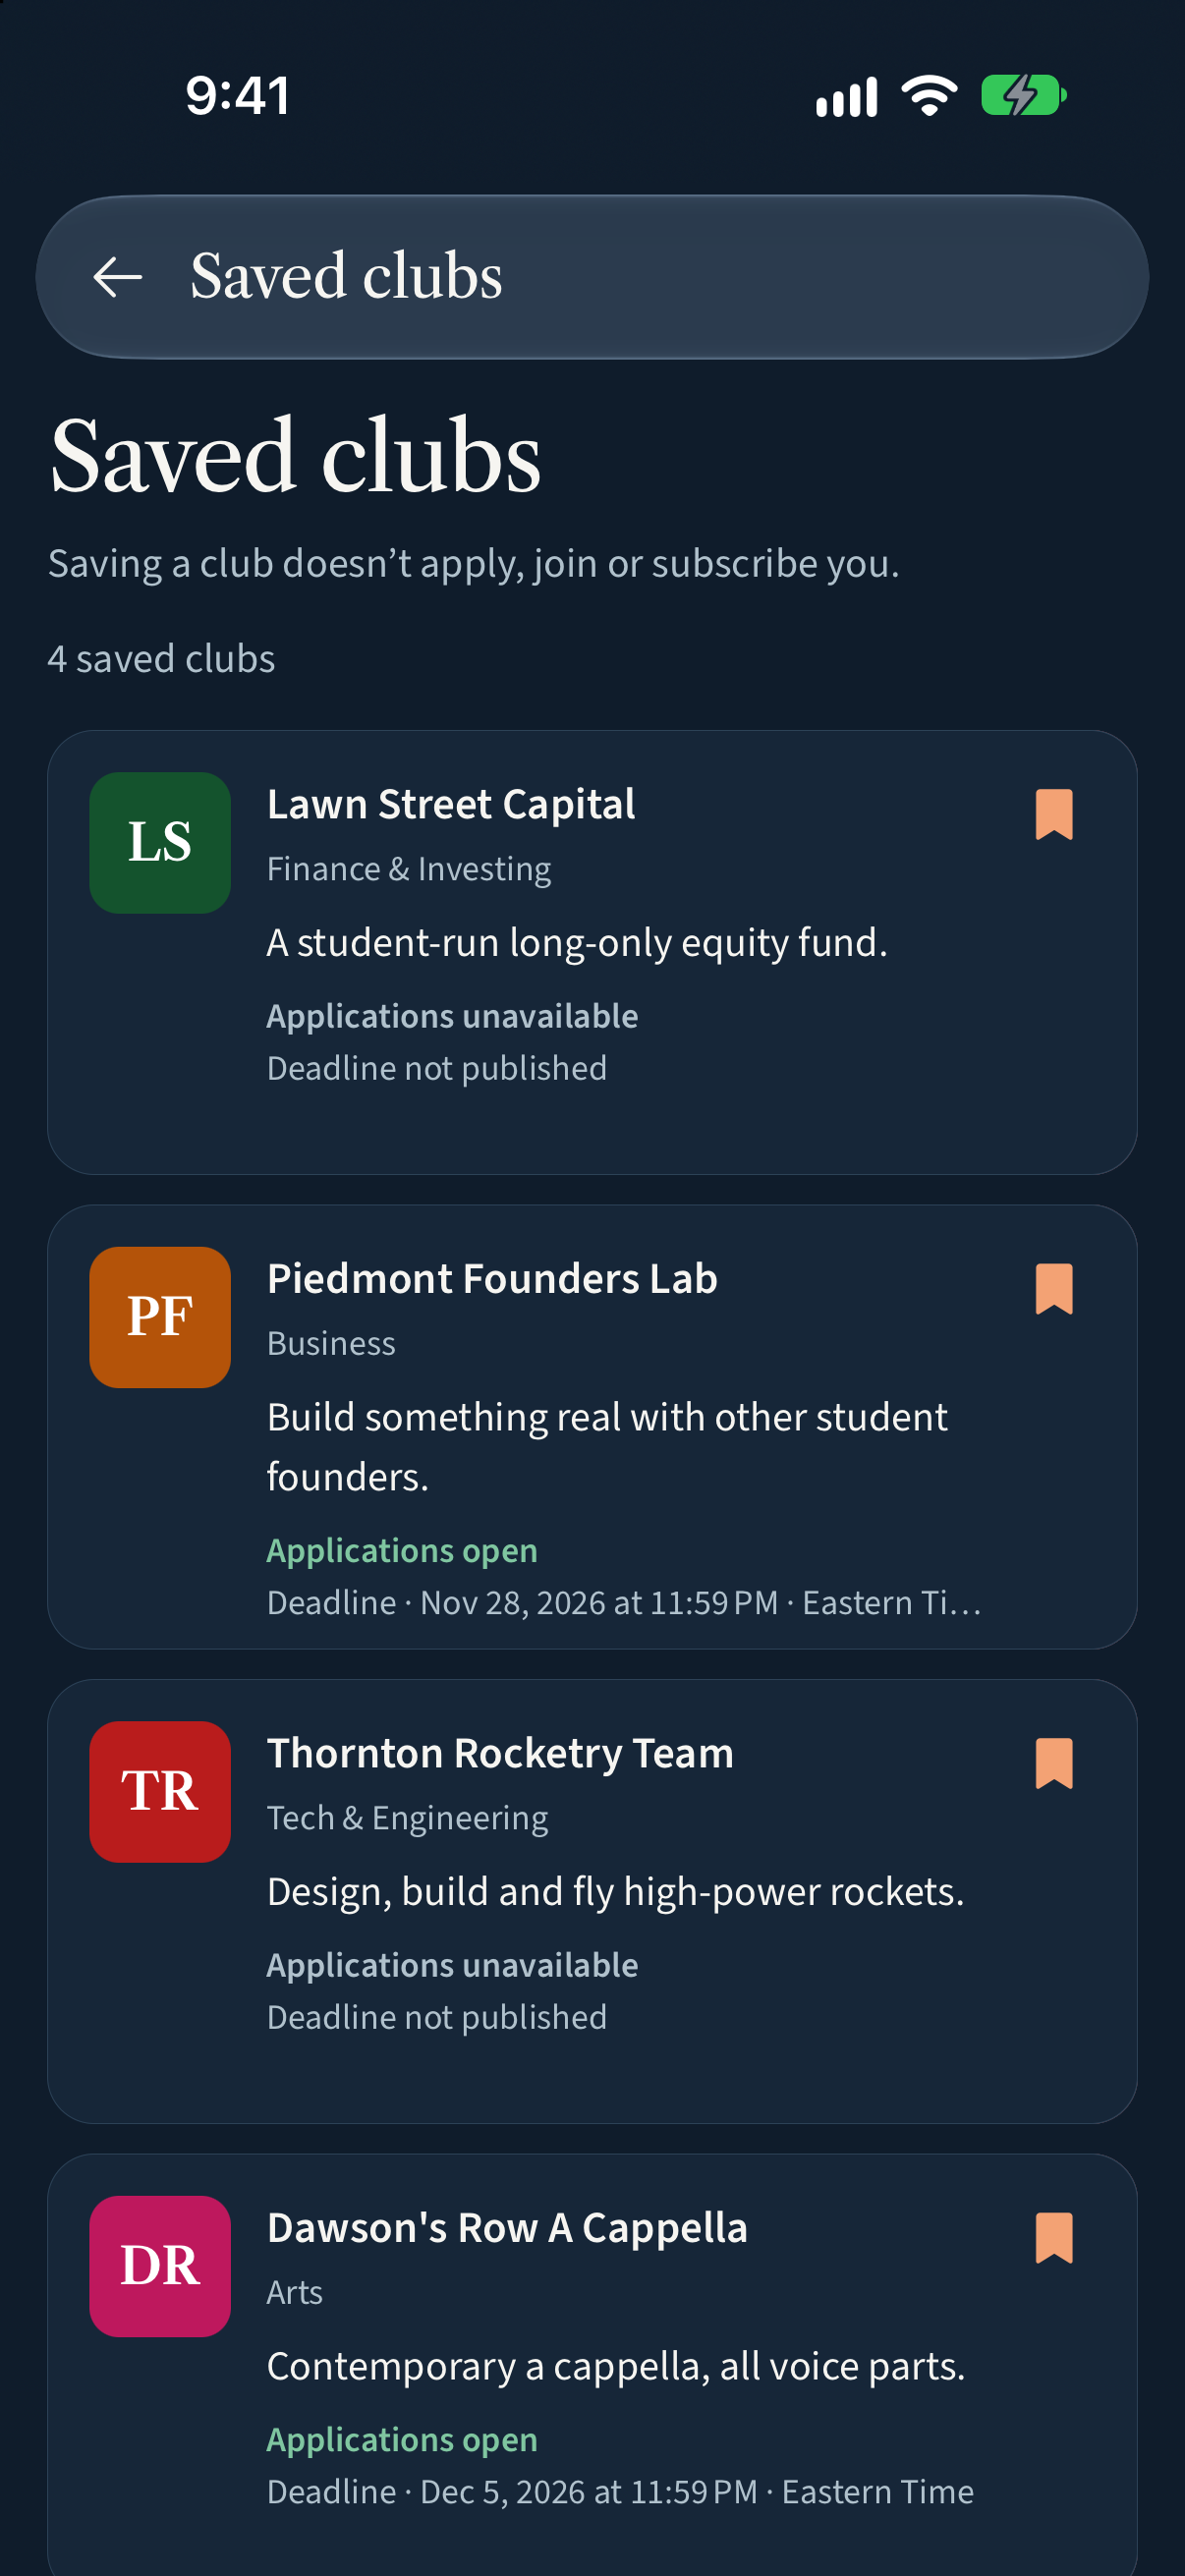 9:41
Saved clubs
Saved clubs
Saving a club doesn’t apply, join or subscribe you.
4 saved clubs
LS
Lawn Street Capital
Finance & Investing
A student-run long-only equity fund.
Applications unavailable
Deadline not published
PF
Piedmont Founders Lab
Business
Build something real with other student
founders.
Applications open
Deadline · Nov 28, 2026 at 11:59 PM · Eastern Ti…
TR
Thornton Rocketry Team
Tech & Engineering
Design, build and fly high-power rockets.
Applications unavailable
Deadline not published
DR
Dawson's Row A Cappella
Arts
Contemporary a cappella, all voice parts.
Applications open
Deadline · Dec 5, 2026 at 11:59 PM · Eastern Time